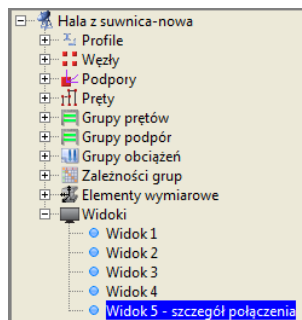 Hala z suwnica-nowa
Profile
Węzły
Podpory
Pręty
Grupy prętów
Grupy podpór
Grupy obciążeń
Zależności grup
Elementy wymiarowe
Widoki
Widok 1
Widok 2
Widok 3
Widok 4
Widok 5 - szczegół połączenia